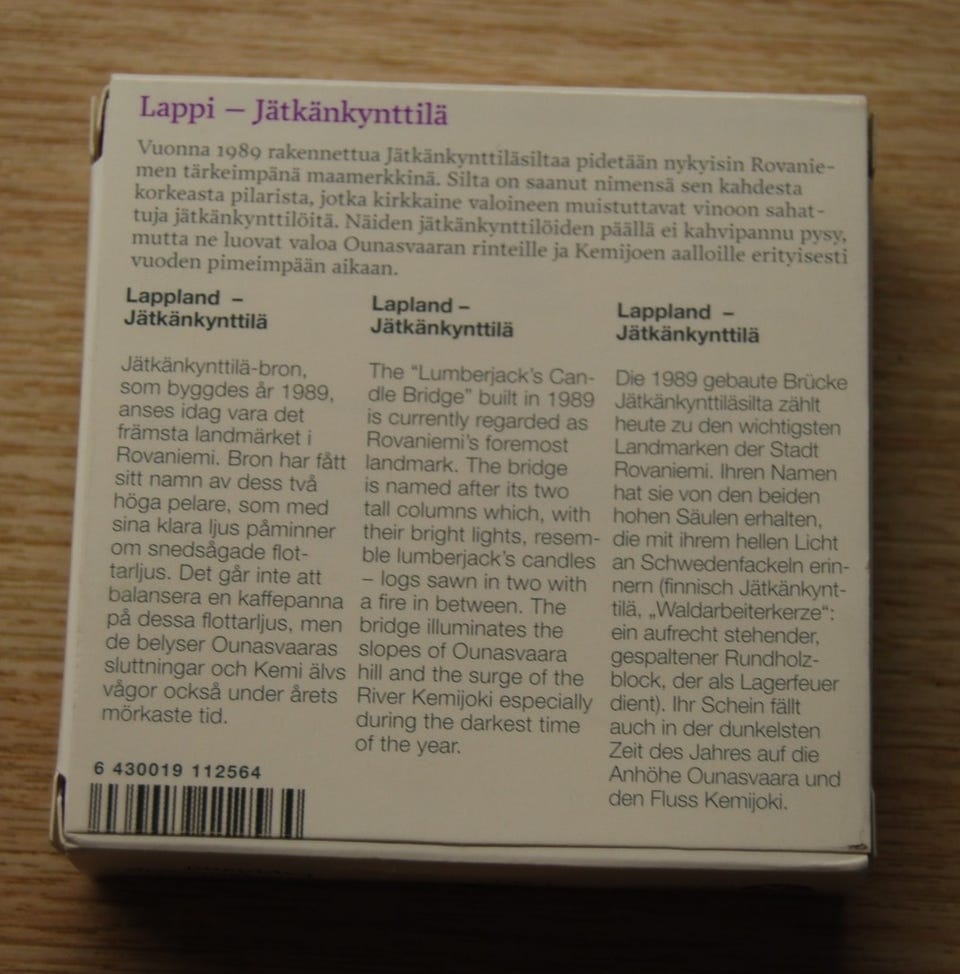 Lappi – Jätkänkynttilä
Vuonna 1989 rakennettua Jätkänkynttiläsiltaa pidetään nykyisin Rovanie-
men tärkeimpänä maamerkkinä. Silta on saanut nimensä sen kahdesta
korkeasta pilarista, jotka kirkkaine valoineen muistuttavat vinoon sahat-
tuja jätkänkynttilöitä. Näiden jätkänkynttilöiden päällä ei kahvipannu pysy,
mutta ne luovat valoa Ounasvaaran rinteille ja Kemijoen aalloille erityisesti
vuoden pimeimpään aikaan.
Lappland –
Jätkänkynttilä
Jätkänkynttilä-bron,
som byggdes år 1989,
anses idag vara det
främsta landmärket i
Rovaniemi. Bron har fått
sitt namn av dess två
höga pelare, som med
sina klara ljus påminner
om snedsågade flot-
tarljus. Det går inte att
balansera en kaffepanna
på dessa flottarljus, men
de belyser Ounasvaaras
sluttningar och Kemi älvs
vågor också under årets
mörkaste tid.
Lapland –
Jätkänkynttilä
The “Lumberjack’s Can-
dle Bridge” built in 1989
is currently regarded as
Rovaniemi’s foremost
landmark. The bridge
is named after its two
tall columns which, with
their bright lights, resem-
ble lumberjack’s candles
– logs sawn in two with
a fire in between. The
bridge illuminates the
slopes of Ounasvaara
hill and the surge of the
River Kemijoki especially
during the darkest time
of the year.
Lappland –
Jätkänkynttilä
Die 1989 gebaute Brücke
Jätkänkynttiläsilta zählt
heute zu den wichtigsten
Landmarken der Stadt
Rovaniemi. Ihren Namen
hat sie von den beiden
hohen Säulen erhalten,
die mit ihrem hellen Licht
an Schwedenfackeln erin-
nern (finnisch Jätkänkynt-
tilä, „Waldarbeiterkerze“:
ein aufrecht stehender,
gespaltener Rundholz-
block, der als Lagerfeuer
dient). Ihr Schein fällt
auch in der dunkelsten
Zeit des Jahres auf die
Anhöhe Ounasvaara und
den Fluss Kemijoki.
6 430019 112564